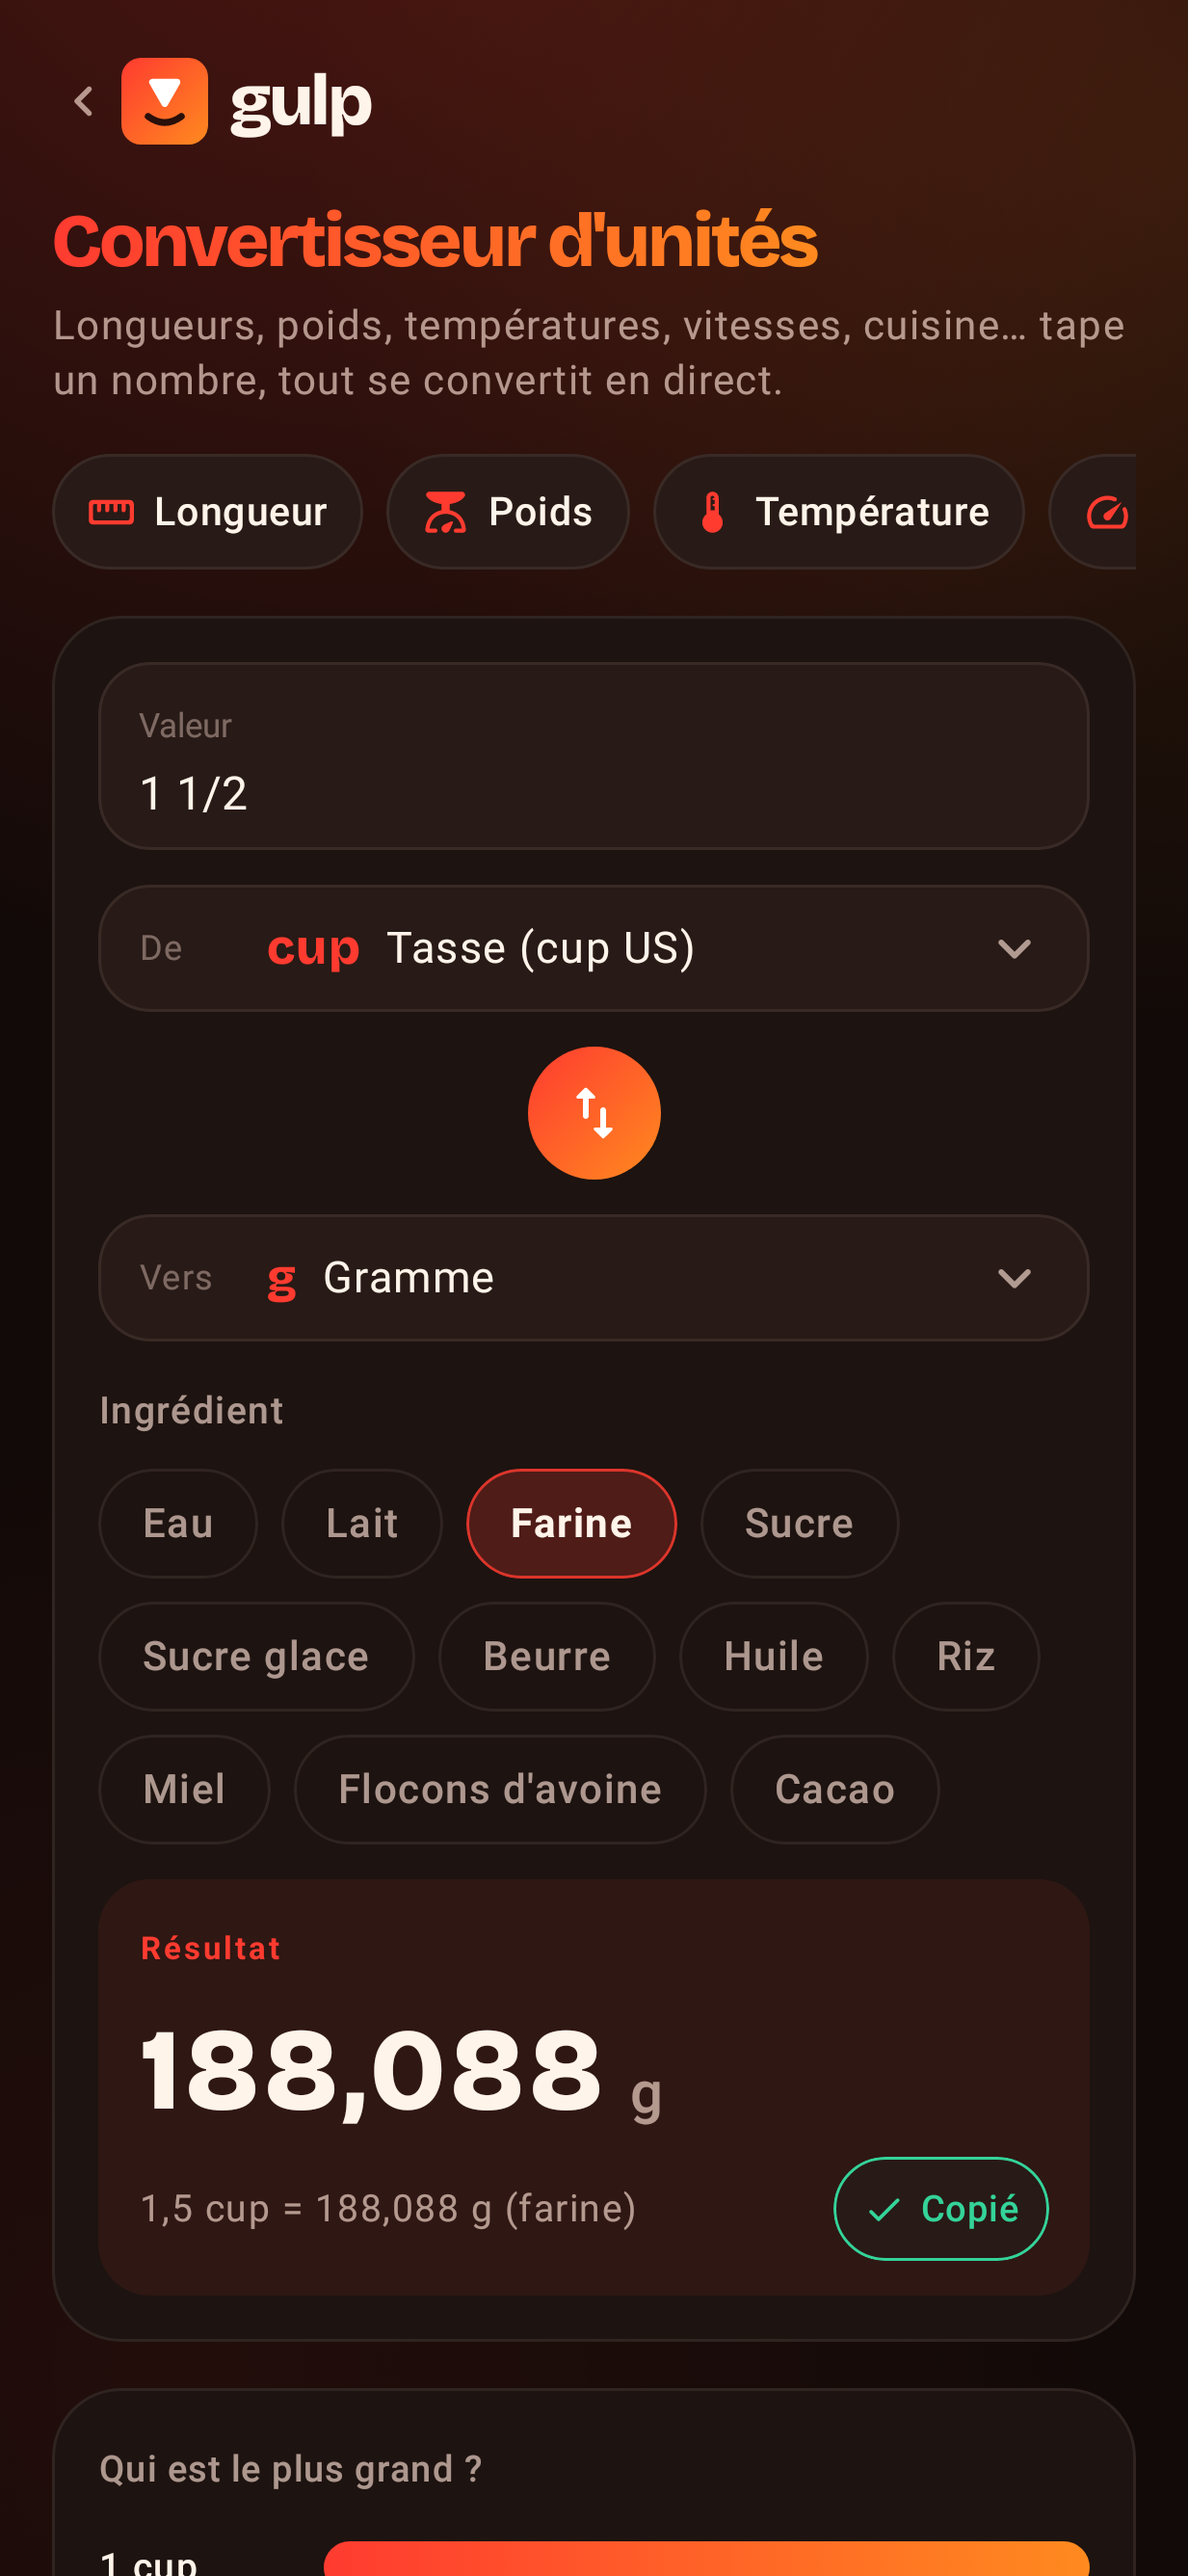 gulp
Convertisseur d'unités
Longueurs, poids, températures, vitesses, cuisine… tape
un nombre, tout se convertit en direct.
Longueur Poids Température
Valeur
1 1/2
De cup Tasse (cup US)
Vers g Gramme
Ingrédient
Eau Lait Farine Sucre
Sucre glace Beurre Huile Riz
Miel Flocons d'avoine Cacao
Résultat
188,088 g
1,5 cup = 188,088 g (farine)
Copié
Qui est le plus grand ?
1 cup